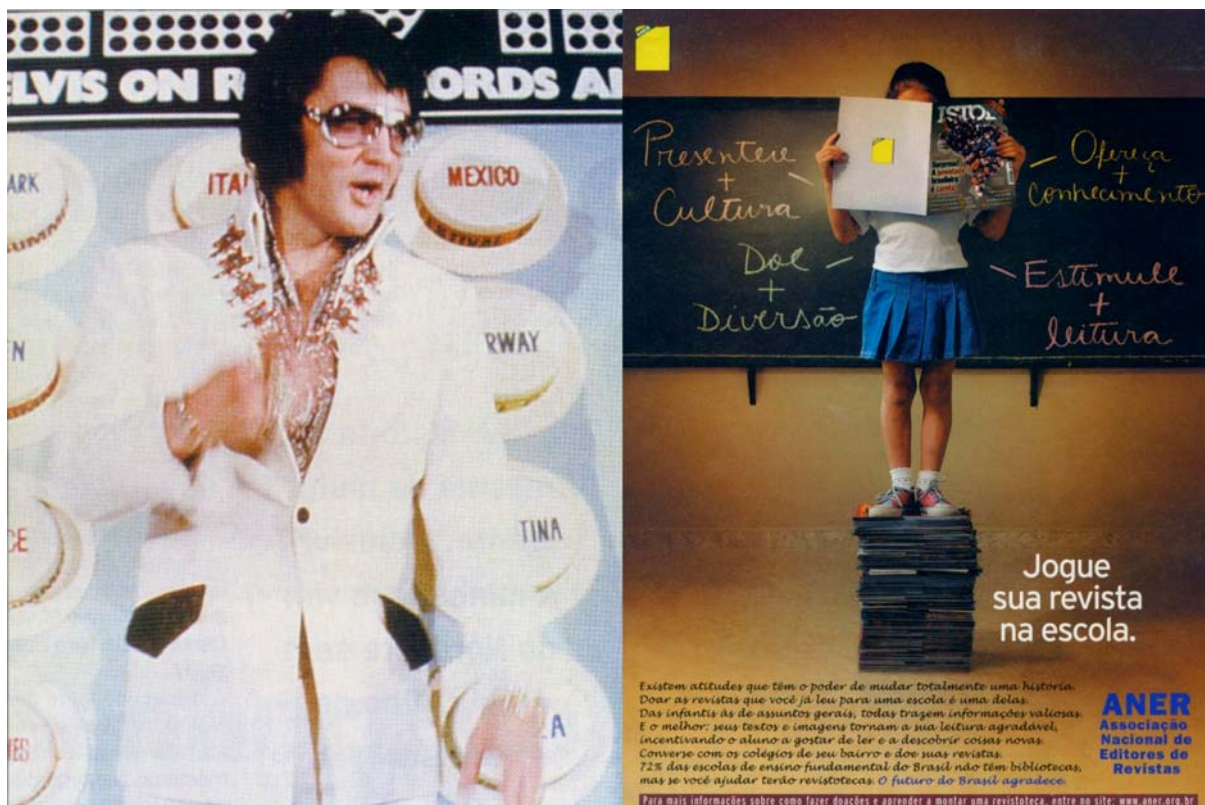 ELVIS ON R ORDS A
ARK
ITA
MEXICO
EN
RWAY
CE
TINA
A
ES
ISTO
Presenteie
+
Cultura
Ofereça
+
Conhecimento
Doe
+
Diversão
Estimule
+
leitura
Jogue
sua revista
na escola.
Existem atitudes que têm o poder de mudar totalmente uma história.
Doar as revistas que você já leu para uma escola é uma delas.
Das infantis às de assuntos gerais, todas trazem informações valiosas.
E o melhor: seus textos e imagens tornam a sua leitura agradável,
incentivando o aluno a gostar de ler e a descobrir coisas novas.
Converse com os colégios de seu bairro e doe suas revistas.
72% das escolas de ensino fundamental do Brasil não têm bibliotecas,
mas se você ajudar terão revistotecas. O futuro do Brasil agradece.
ANER
Associação
Nacional de
Editores de
Revistas
Para mais informações sobre como fazer doações e aprender a montar uma revistoteca, entre no site: www.aner.org.br